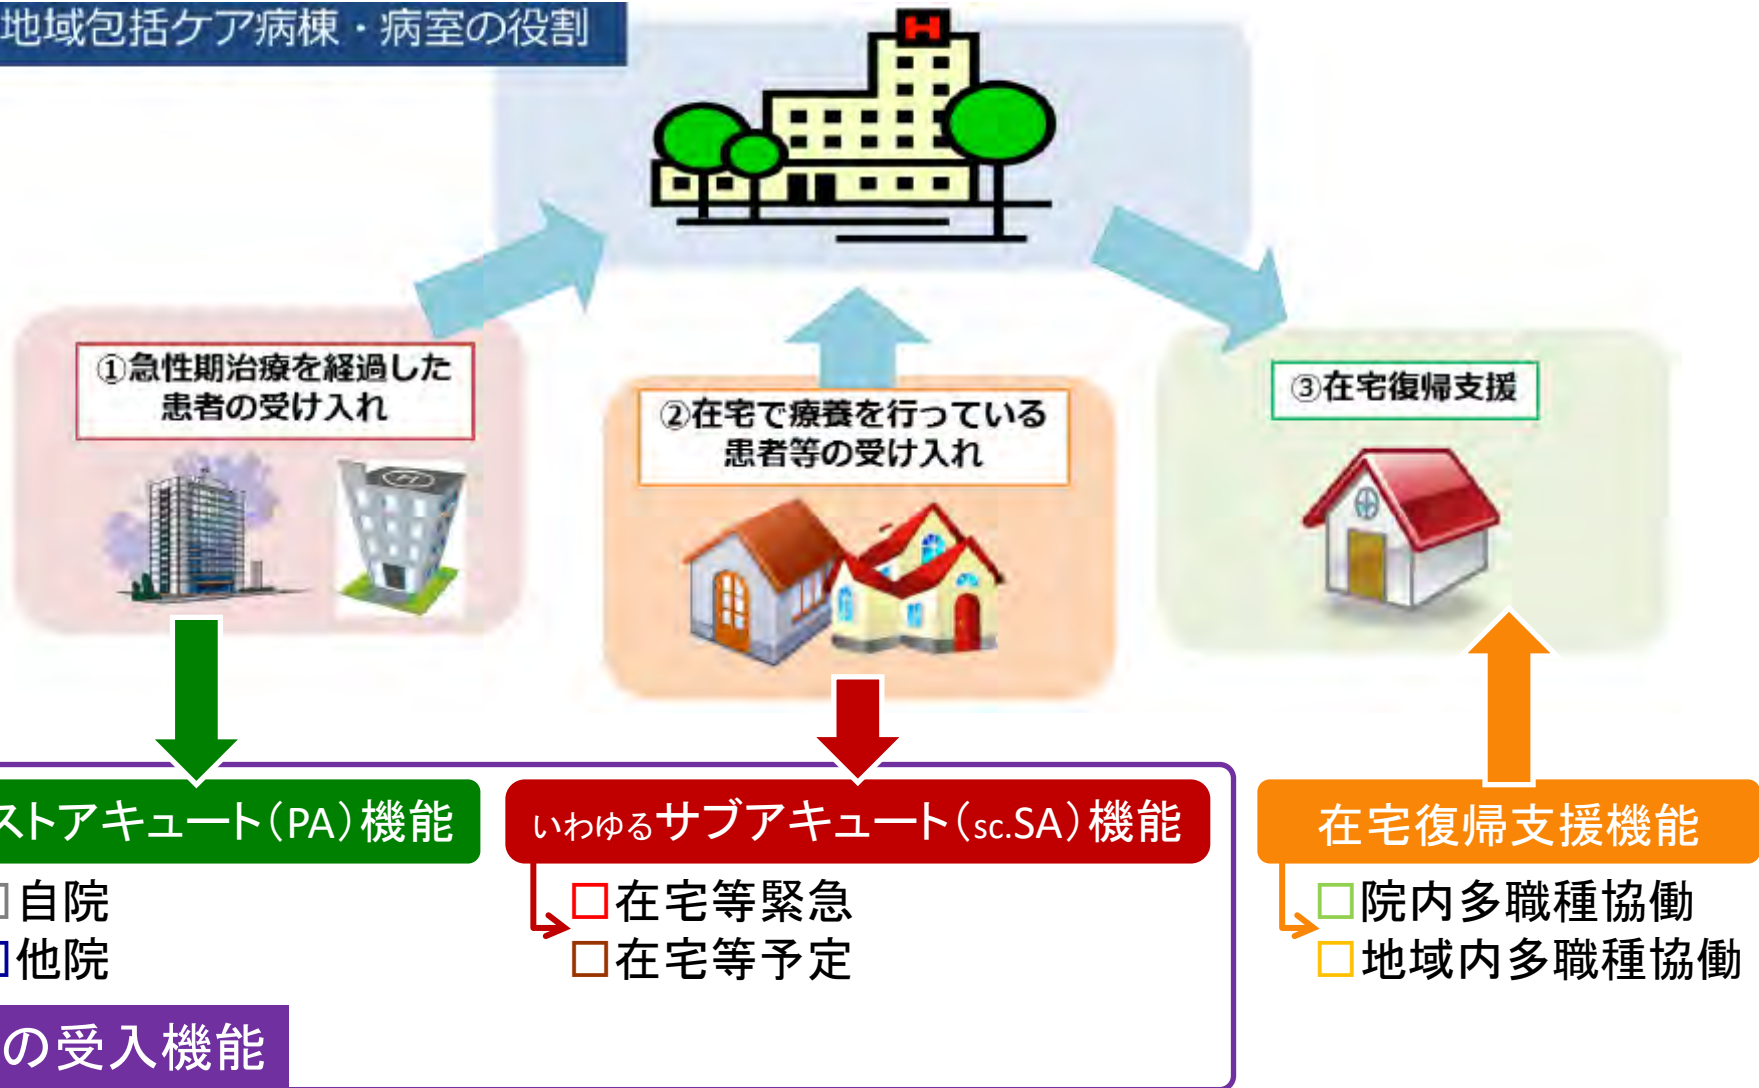 地域包括ケア病棟・病室の役割
H
①急性期治療を経過した
患者の受け入れ
②在宅で療養を行っている
患者等の受け入れ
③在宅復帰支援
H
ストアキュート（PA）機能
□自院
□他院
いわゆるサブアキュート（sc.SA）機能
□在宅等緊急
□在宅等予定
在宅復帰支援機能
□院内多職種協働
□地域内多職種協働
の受入機能